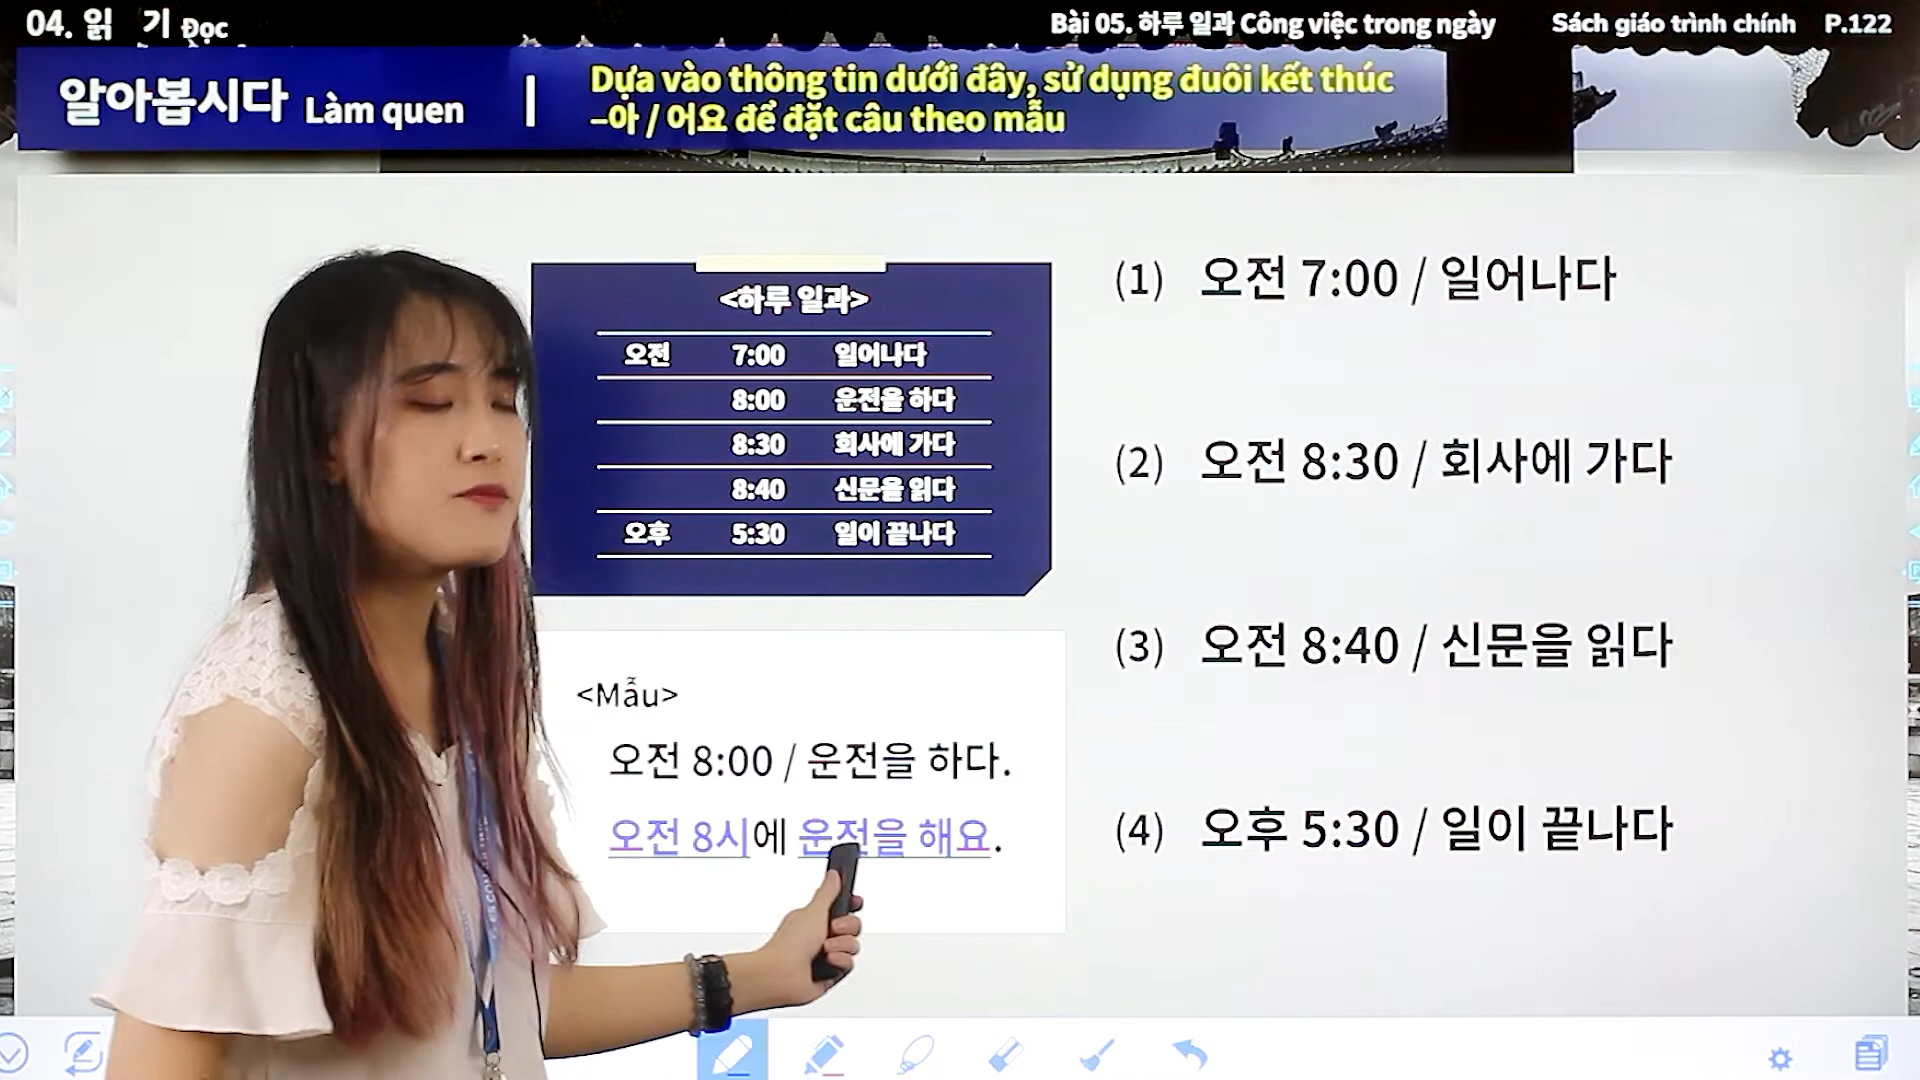 04. 읽 기 Đọc
Bài 05. 하루 일과 Công việc trong ngày
Sách giáo trình chính P.122
알아봅시다 Làm quen
Dựa vào thông tin dưới đây, sử dụng đuôi kết thúc
–아 / 어요 để đặt câu theo mẫu
<하루 일과>
오전 7:00 일어나다
8:00 운전을 하다
8:30 회사에 가다
8:40 신문을 읽다
오후 5:30 일이 끝나다
<Mẫu>
오전 8:00 / 운전을 하다.
오전 8시에 운전을 해요.
(1) 오전 7:00 / 일어나다
(2) 오전 8:30 / 회사에 가다
(3) 오전 8:40 / 신문을 읽다
(4) 오후 5:30 / 일이 끝나다